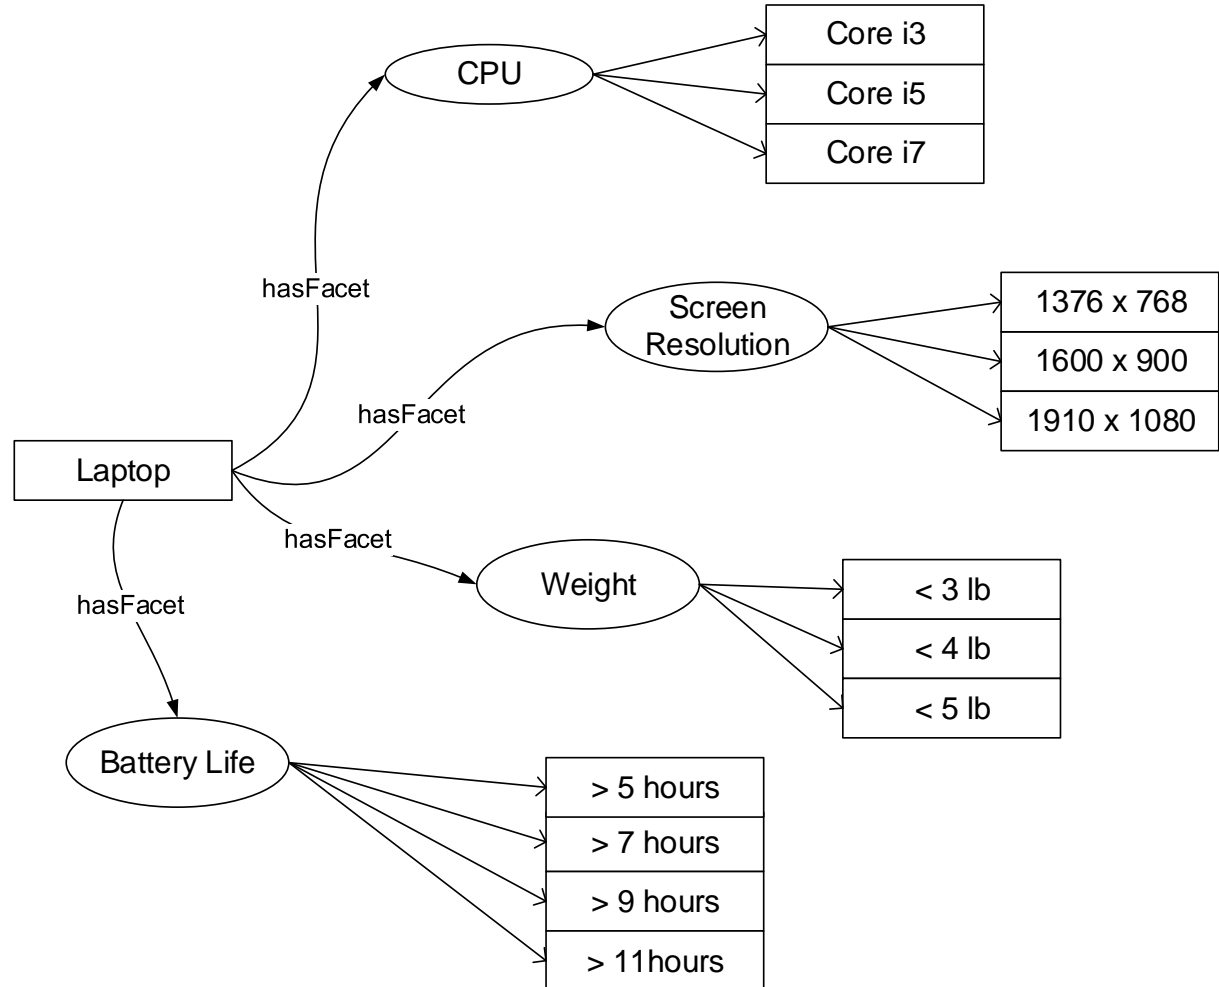 CPU
Core i3
Core i5
Core i7
hasFacet
Screen
Resolution
1376 x 768
1600 x 900
1910 x 1080
hasFacet
Laptop
hasFacet
Weight
< 3 lb
< 4 lb
< 5 lb
hasFacet
Battery Life
> 5 hours
> 7 hours
> 9 hours
> 11hours